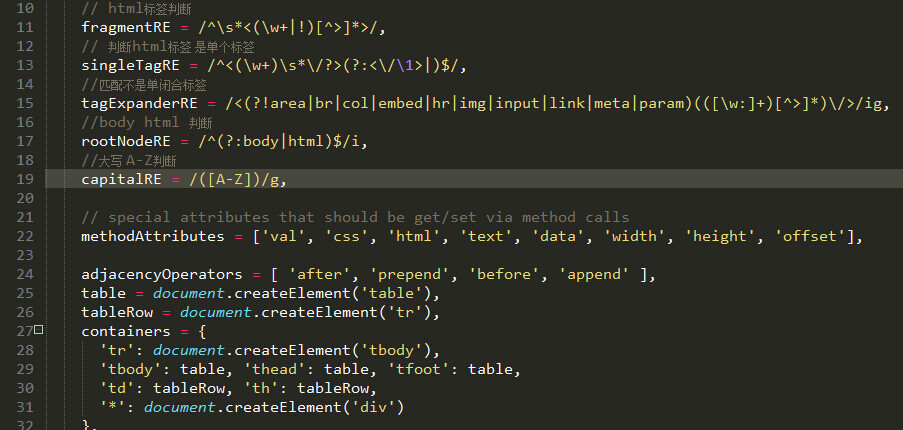 10 // html标签判断
11 fragmentRE = /^\s*<(\w+|!)[^>]*>/,
12 // 判断html标签 是单个标签
13 singleTagRE = /^<(\w+)\s*\/?>(?:<\/\1>|)$/,
14 //匹配不是单闭合标签
15 tagExpanderRE = /<(?!area|br|col|embed|hr|img|input|link|meta|param)(([\w:]+)[^>]*)\/>/ig,
16 //body html 判断
17 rootNodeRE = /^(?:body|html)$/i,
18 //大写 A-Z判断
19 capitalRE = /([A-Z])/g,
20
21 // special attributes that should be get/set via method calls
22 methodAttributes = ['val', 'css', 'html', 'text', 'data', 'width', 'height', 'offset'],
23
24 adjacencyOperators = [ 'after', 'prepend', 'before', 'append' ],
25 table = document.createElement('table'),
26 tableRow = document.createElement('tr'),
27 containers = {
28 'tr': document.createElement('tbody'),
29 'tbody': table, 'thead': table, 'tfoot': table,
30 'td': tableRow, 'th': tableRow,
31 '*': document.createElement('div')
32 },